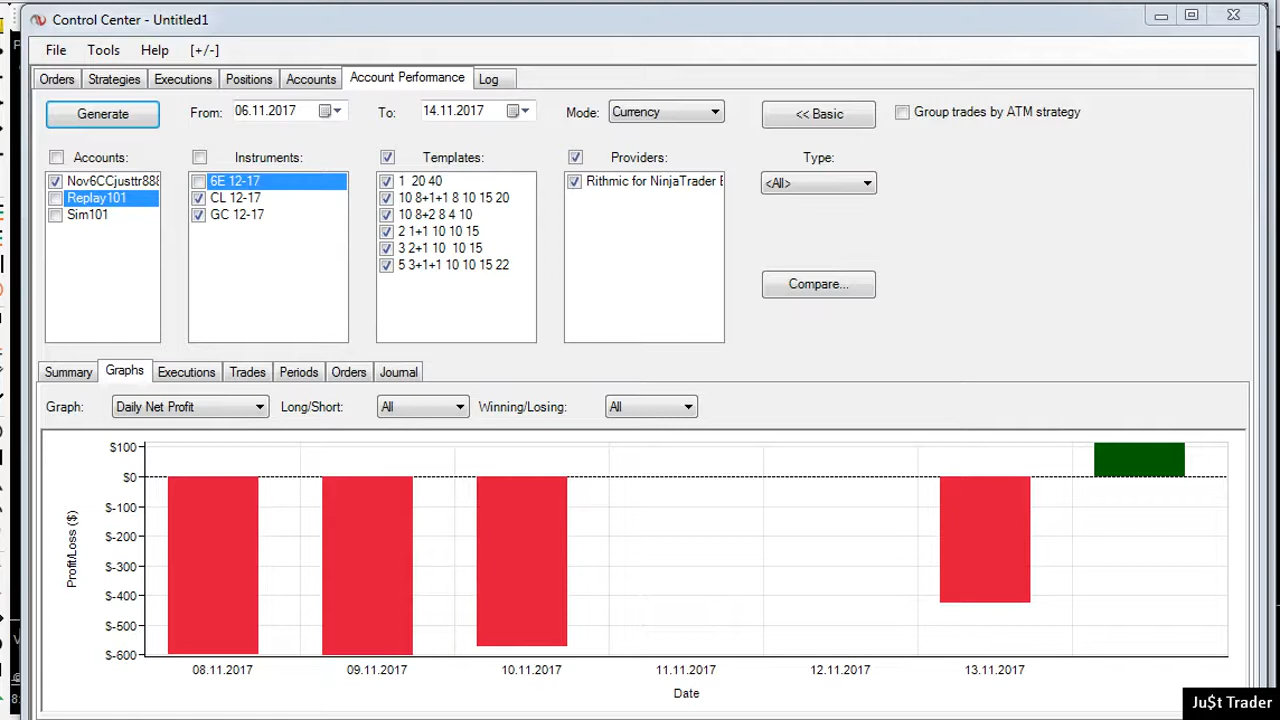 Control Center - Untitled1
File Tools Help [+/-]
Orders Strategies Executions Positions Accounts Account Performance Log
Generate From: 06.11.2017 To: 14.11.2017 Mode: Currency << Basic Group trades by ATM strategy
Accounts: Instruments: Templates: Providers: Type:
Nov6CCjusttr888 6E 12-17 1 20 40 Rithmic for NinjaTrader <All>
Replay101 CL 12-17 10 8+1+1 8 10 15 20
Sim101 GC 12-17 10 8+2 8 4 10
2 1+1 10 10 15
3 2+1 10 10 15
5 3+1+1 10 10 15 22
Compare...
Summary Graphs Executions Trades Periods Orders Journal
Graph: Daily Net Profit Long/Short: All Winning/Losing: All
$100
$0
$-100
$-200
$-300
$-400
$-500
$-600
Profit/Loss ($)
08.11.2017 09.11.2017 10.11.2017 11.11.2017 12.11.2017 13.11.2017
Date
Ju$t Trader